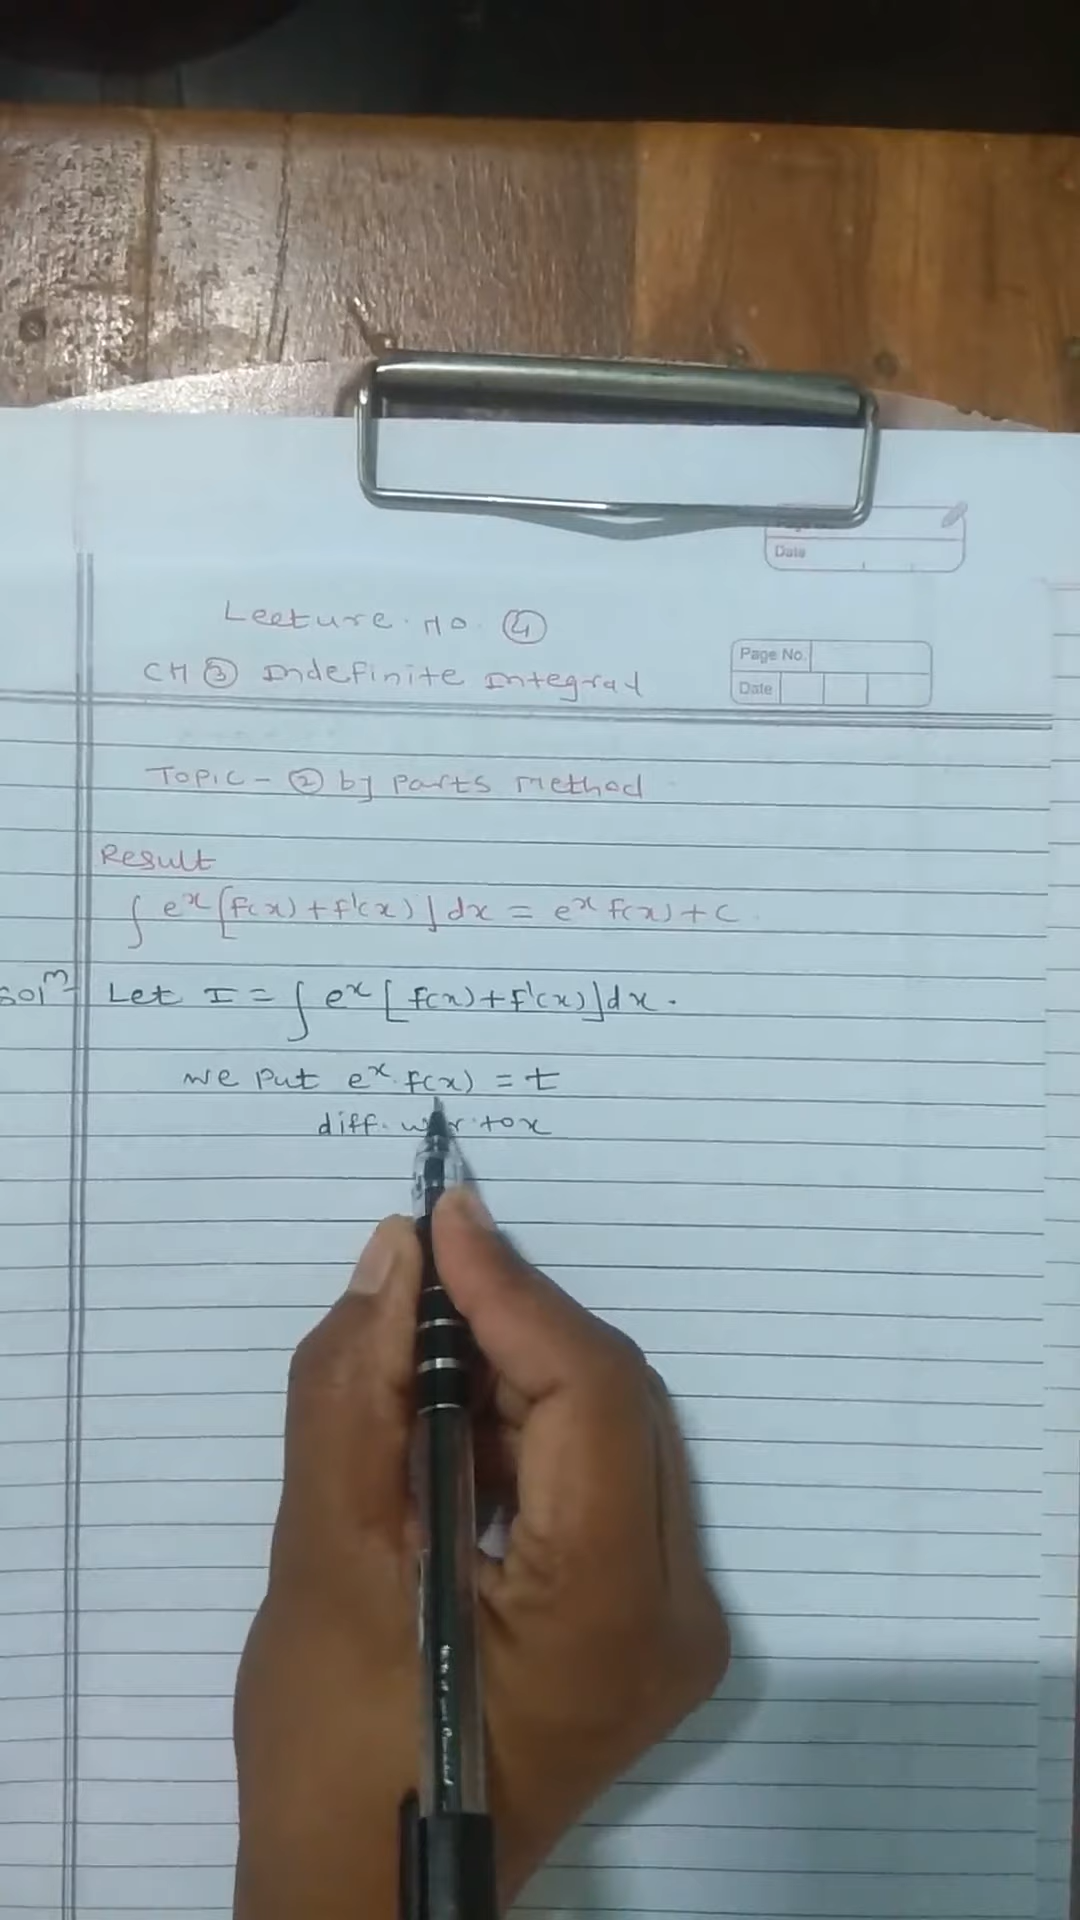 Date
Lecture. no. ④
CH ③ Indefinite Integral
Page No.
Date
Topic - ② by parts method
Result
∫ eˣ [f(x) + f'(x)] dx = eˣ f(x) + c
Solⁿ Let I = ∫ eˣ [f(x) + f'(x)] dx.
we put eˣ. f(x) = t
diff. w.r. to x